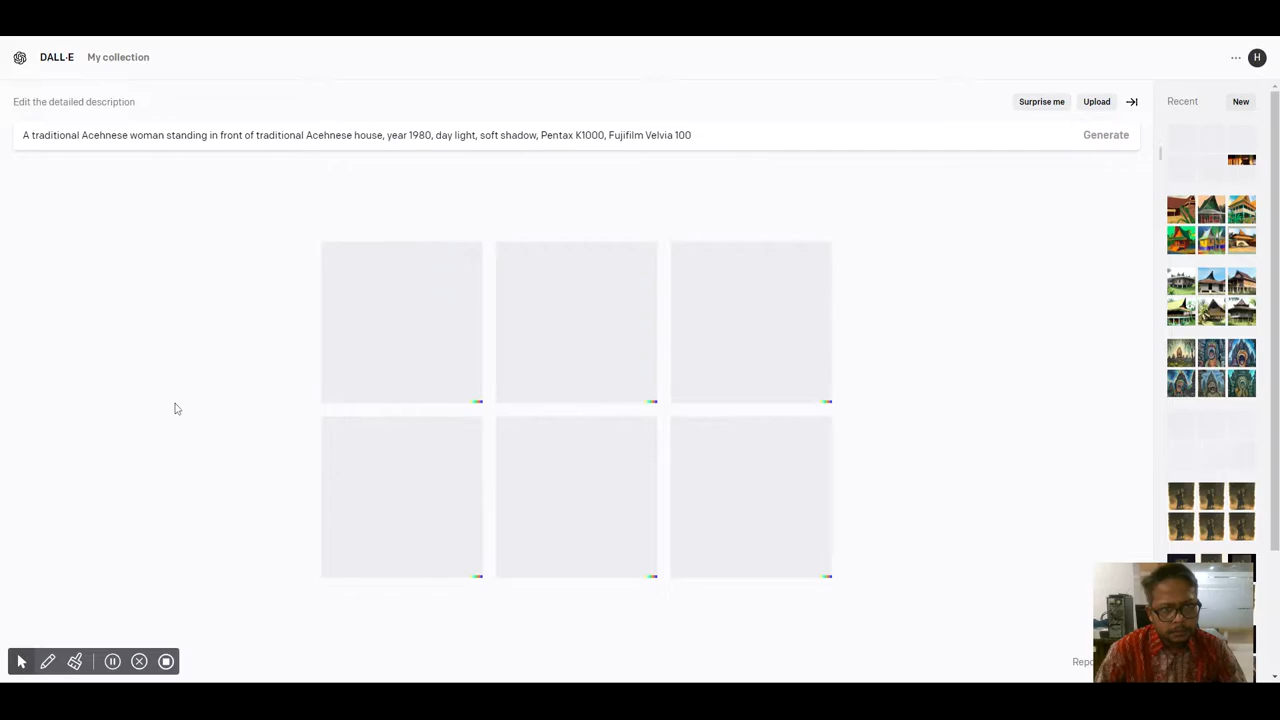 DALL·E My collection
H
Edit the detailed description
Surprise me
Upload
Recent
New
A traditional Acehnese woman standing in front of traditional Acehnese house, year 1980, day light, soft shadow, Pentax K1000, Fujifilm Velvia 100
Generate